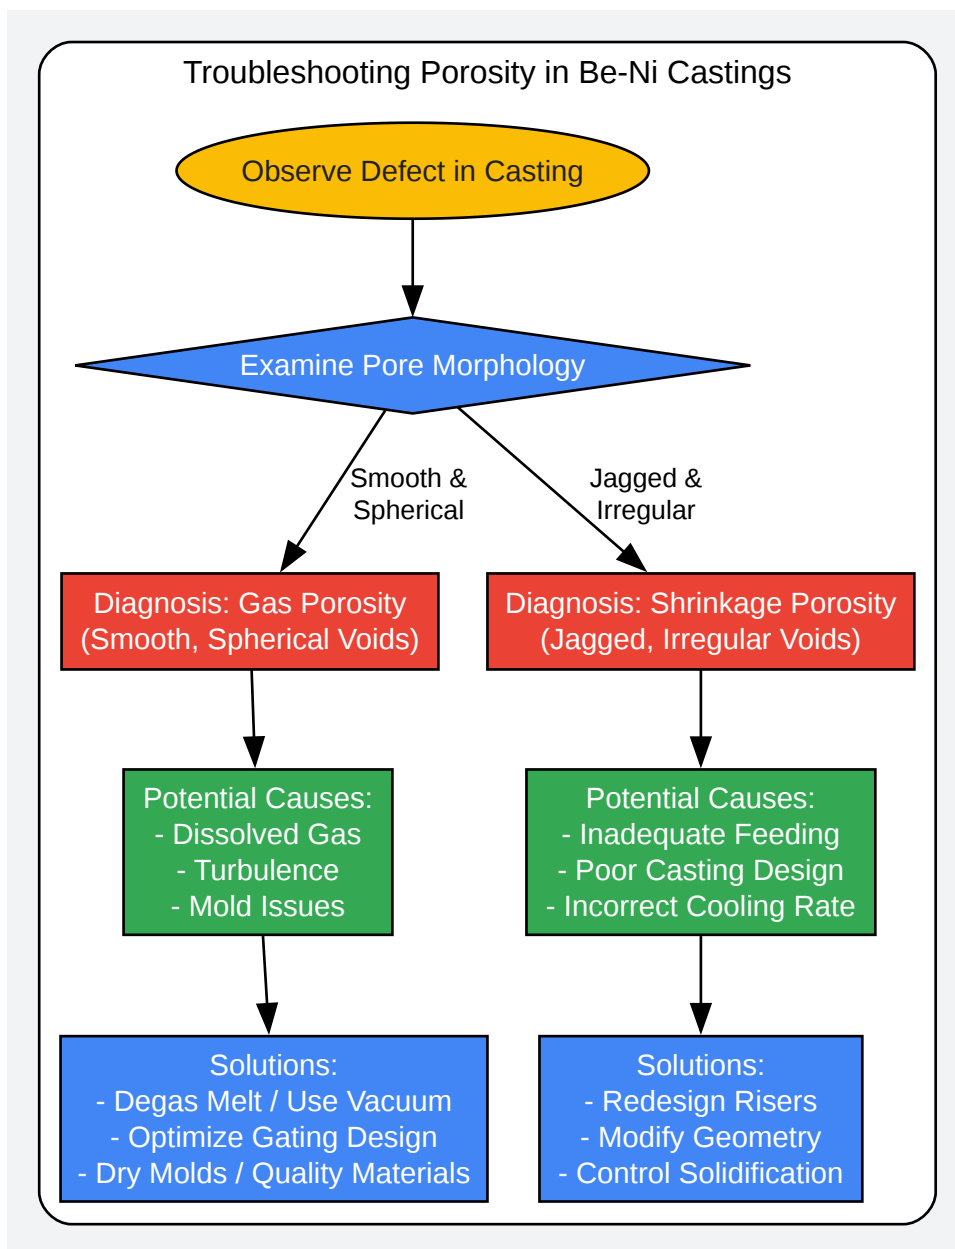 Troubleshooting Porosity in Be-Ni Castings
Observe Defect in Casting
Examine Pore Morphology
Smooth &
Spherical
Jagged &
Irregular
Diagnosis: Gas Porosity
(Smooth, Spherical Voids)
Diagnosis: Shrinkage Porosity
(Jagged, Irregular Voids)
Potential Causes:
- Dissolved Gas
- Turbulence
- Mold Issues
Potential Causes:
- Inadequate Feeding
- Poor Casting Design
- Incorrect Cooling Rate
Solutions:
- Degas Melt / Use Vacuum
- Optimize Gating Design
- Dry Molds / Quality Materials
Solutions:
- Redesign Risers
- Modify Geometry
- Control Solidification